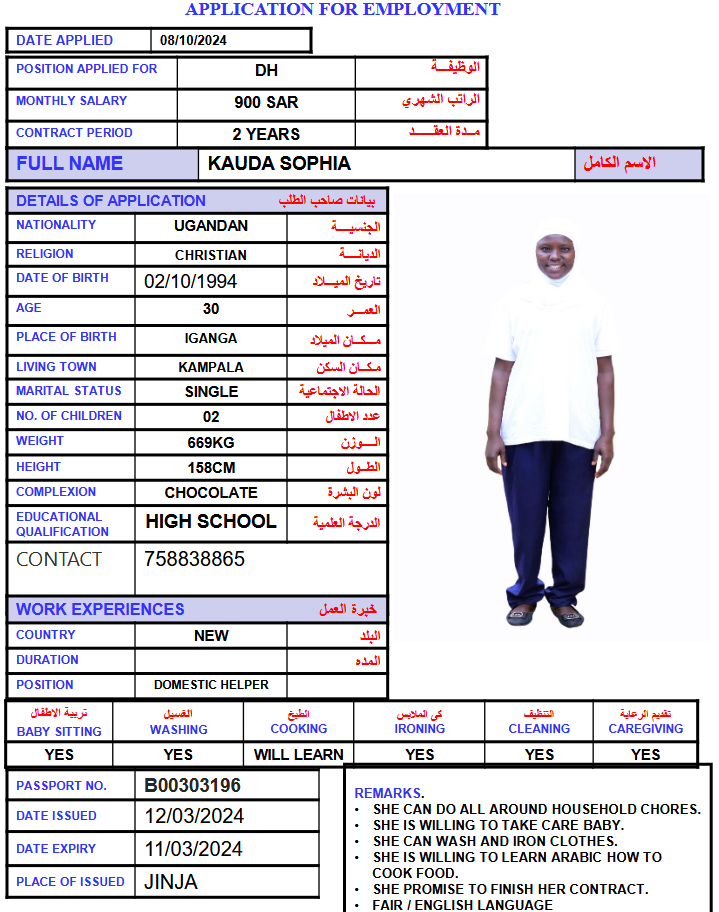 APPLICATION FOR EMPLOYMENT
DATE APPLIED 08/10/2024
POSITION APPLIED FOR DH الوظيفـــة
MONTHLY SALARY 900 SAR الراتب الشهري
CONTRACT PERIOD 2 YEARS مـدة العقـــد
FULL NAME KAUDA SOPHIA الاسم الكامل
DETAILS OF APPLICATION بيانات صاحب الطلب
NATIONALITY UGANDAN الجنسيـــة
RELIGION CHRISTIAN الديانـــة
DATE OF BIRTH 02/10/1994 تاريخ الميـــلاد
AGE 30 العمـــر
PLACE OF BIRTH IGANGA مـــكـان الميلاد
LIVING TOWN KAMPALA مكـان السكن
MARITAL STATUS SINGLE الحالة الاجتماعية
NO. OF CHILDREN 02 عدد الاطفال
WEIGHT 669KG الـــوزن
HEIGHT 158CM الطـــول
COMPLEXION CHOCOLATE لون البشرة
EDUCATIONAL QUALIFICATION HIGH SCHOOL الدرجة العلمية
CONTACT 758838865
WORK EXPERIENCES خبرة العمل
COUNTRY NEW البلد
DURATION المده
POSITION DOMESTIC HELPER
تربية الاطفال الغسيل الطبخ كي الملابس التنظيف تقديم الرعاية
BABY SITTING WASHING COOKING IRONING CLEANING CAREGIVING
YES YES WILL LEARN YES YES YES
PASSPORT NO. B00303196
DATE ISSUED 12/03/2024
DATE EXPIRY 11/03/2024
PLACE OF ISSUED JINJA
REMARKS.
• SHE CAN DO ALL AROUND HOUSEHOLD CHORES.
• SHE IS WILLING TO TAKE CARE BABY.
• SHE CAN WASH AND IRON CLOTHES.
• SHE IS WILLING TO LEARN ARABIC HOW TO
COOK FOOD.
• SHE PROMISE TO FINISH HER CONTRACT.
• FAIR / ENGLISH LANGUAGE